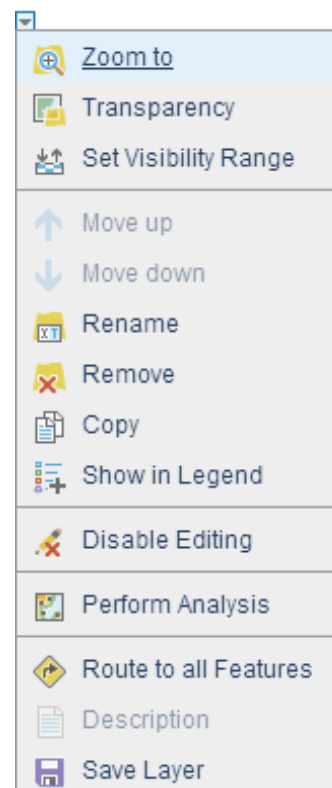 Zoom to
Transparency
Set Visibility Range
Move up
Move down
Rename
Remove
Copy
Show in Legend
Disable Editing
Perform Analysis
Route to all Features
Description
Save Layer